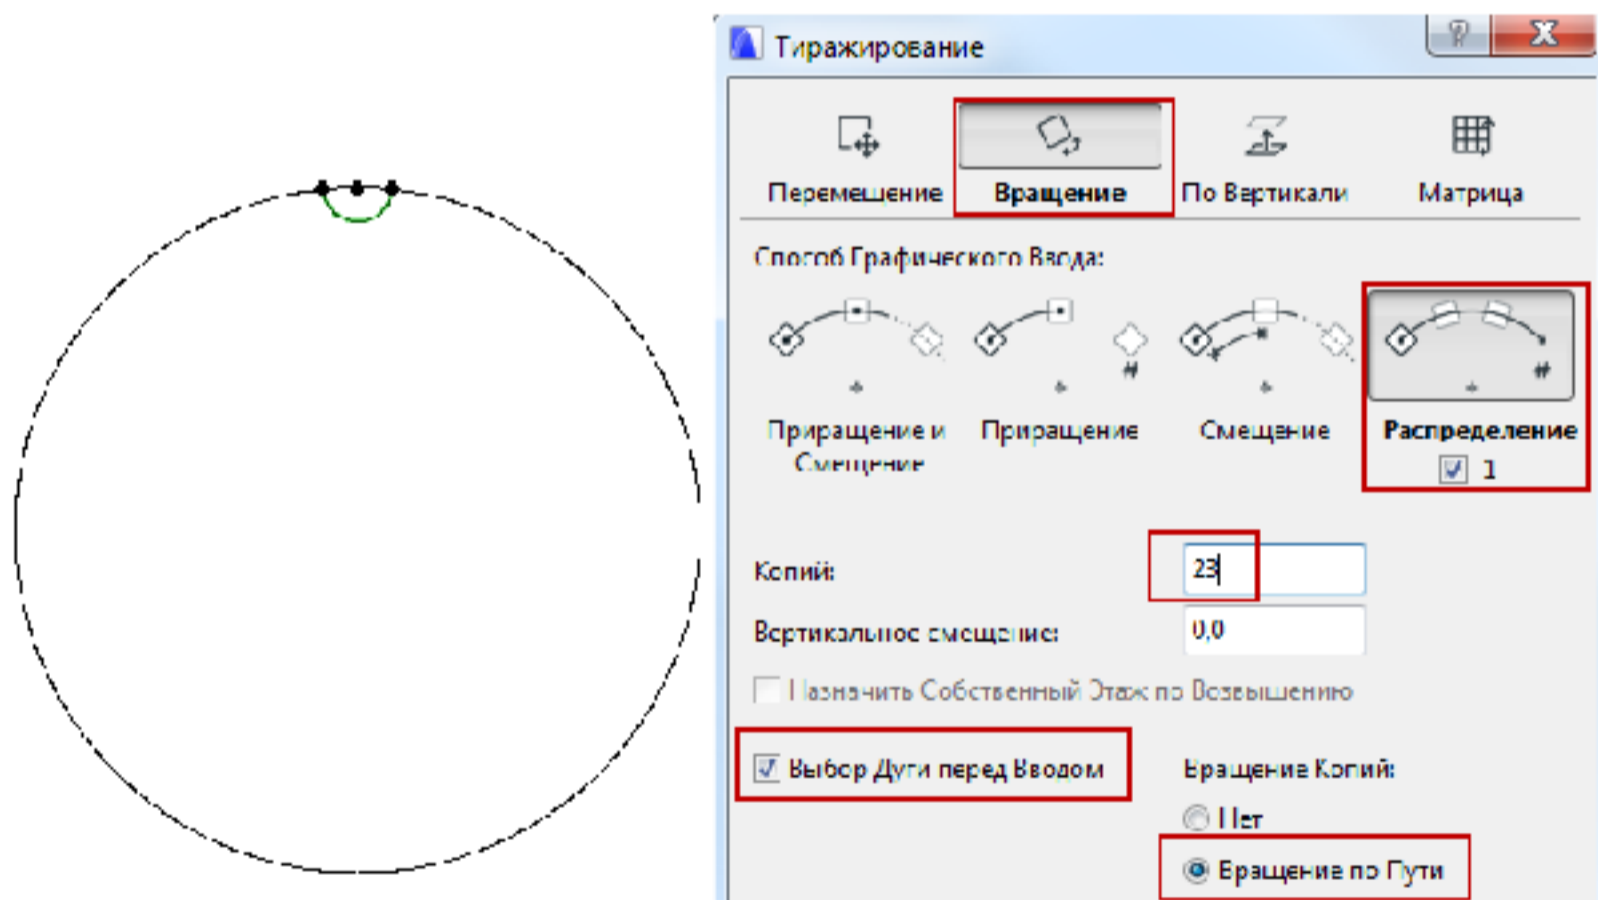 Тиражирование
Перемещение Вращение По Вертикали Матрица
Способ Графического Ввода:
Приращение и Смещение
Приращение
Смещение
Распределение
1
Копий: 23
Вертикальное смещение: 0,0
Назначить Собственный Этаж по Возвышению
Выбор Дуги перед Вводом
Вращение Копий:
Нет
Вращение по Пути